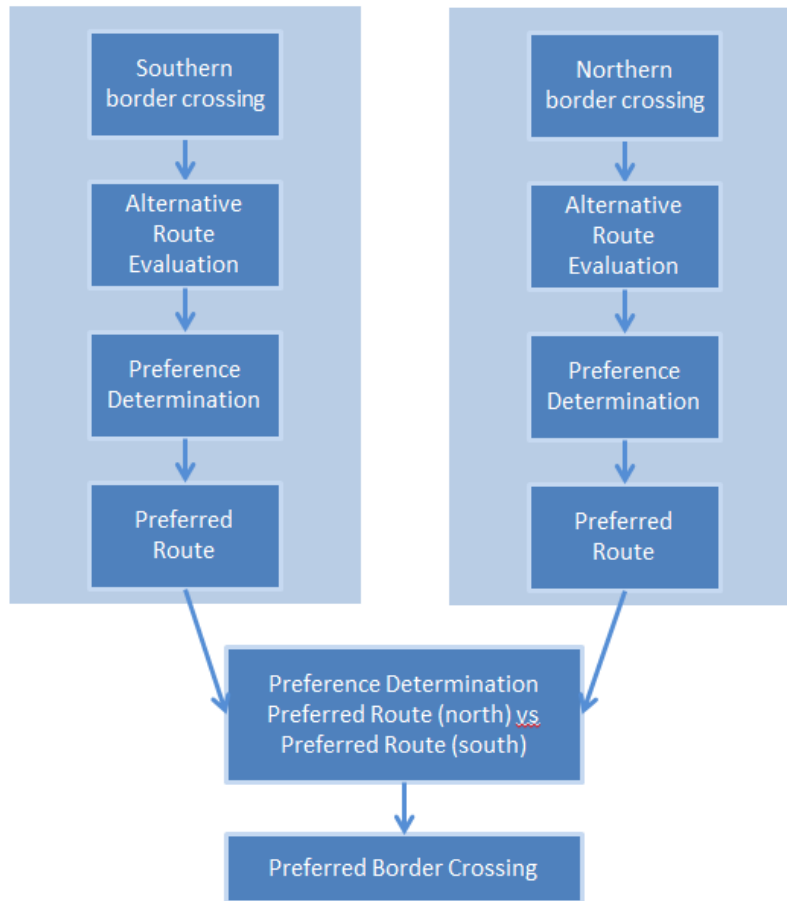 Southern
border crossing
Alternative
Route
Evaluation
Preference
Determination
Preferred
Route
Northern
border crossing
Alternative
Route
Evaluation
Preference
Determination
Preferred
Route
Preference Determination
Preferred Route (north) vs
Preferred Route (south)
Preferred Border Crossing